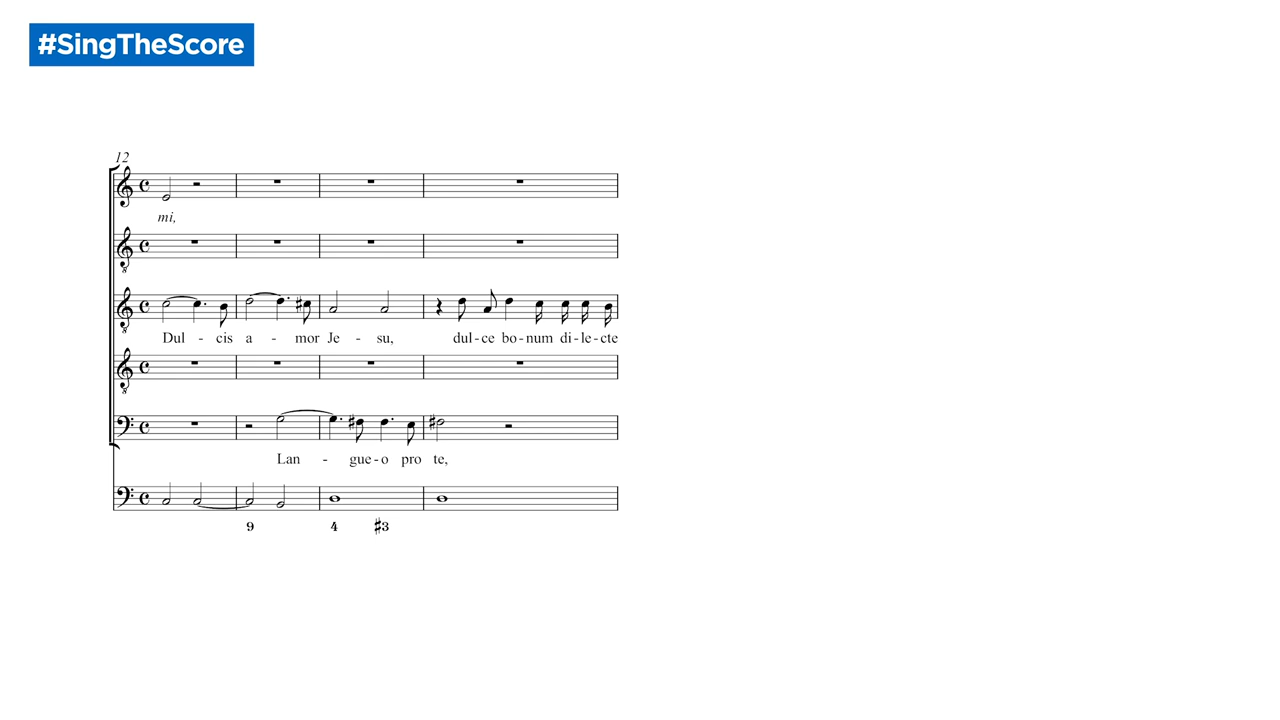 #SingTheScore
12
mi,
Dul - cis a - mor Je - su, dul - ce bo - num di - le - cte
Lan - gue - o pro te,
9 4 #3